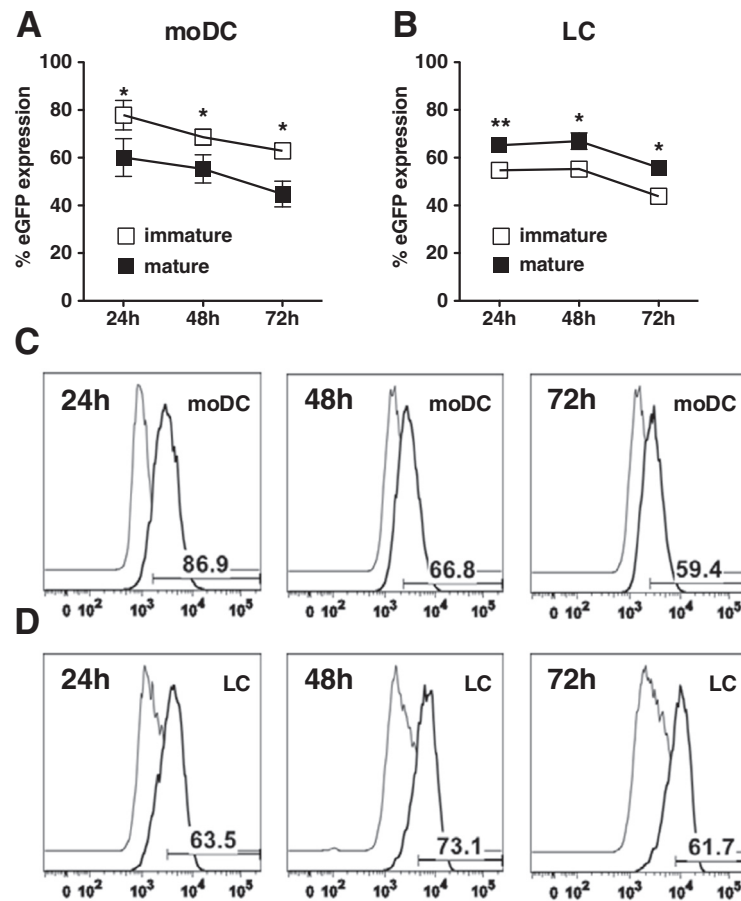 A
moDC
100
80
60
40
20
0
% eGFP expression
*
*
*
immature
mature
24h
48h
72h
B
LC
100
80
60
40
20
0
% eGFP expression
**
*
*
immature
mature
24h
48h
72h
C
24h
moDC
86.9
0 10² 10³ 10⁴ 10⁵
48h
moDC
66.8
0 10² 10³ 10⁴ 10⁵
72h
moDC
59.4
0 10² 10³ 10⁴ 10⁵
D
24h
LC
63.5
0 10² 10³ 10⁴ 10⁵
48h
LC
73.1
0 10² 10³ 10⁴ 10⁵
72h
LC
61.7
0 10² 10³ 10⁴ 10⁵